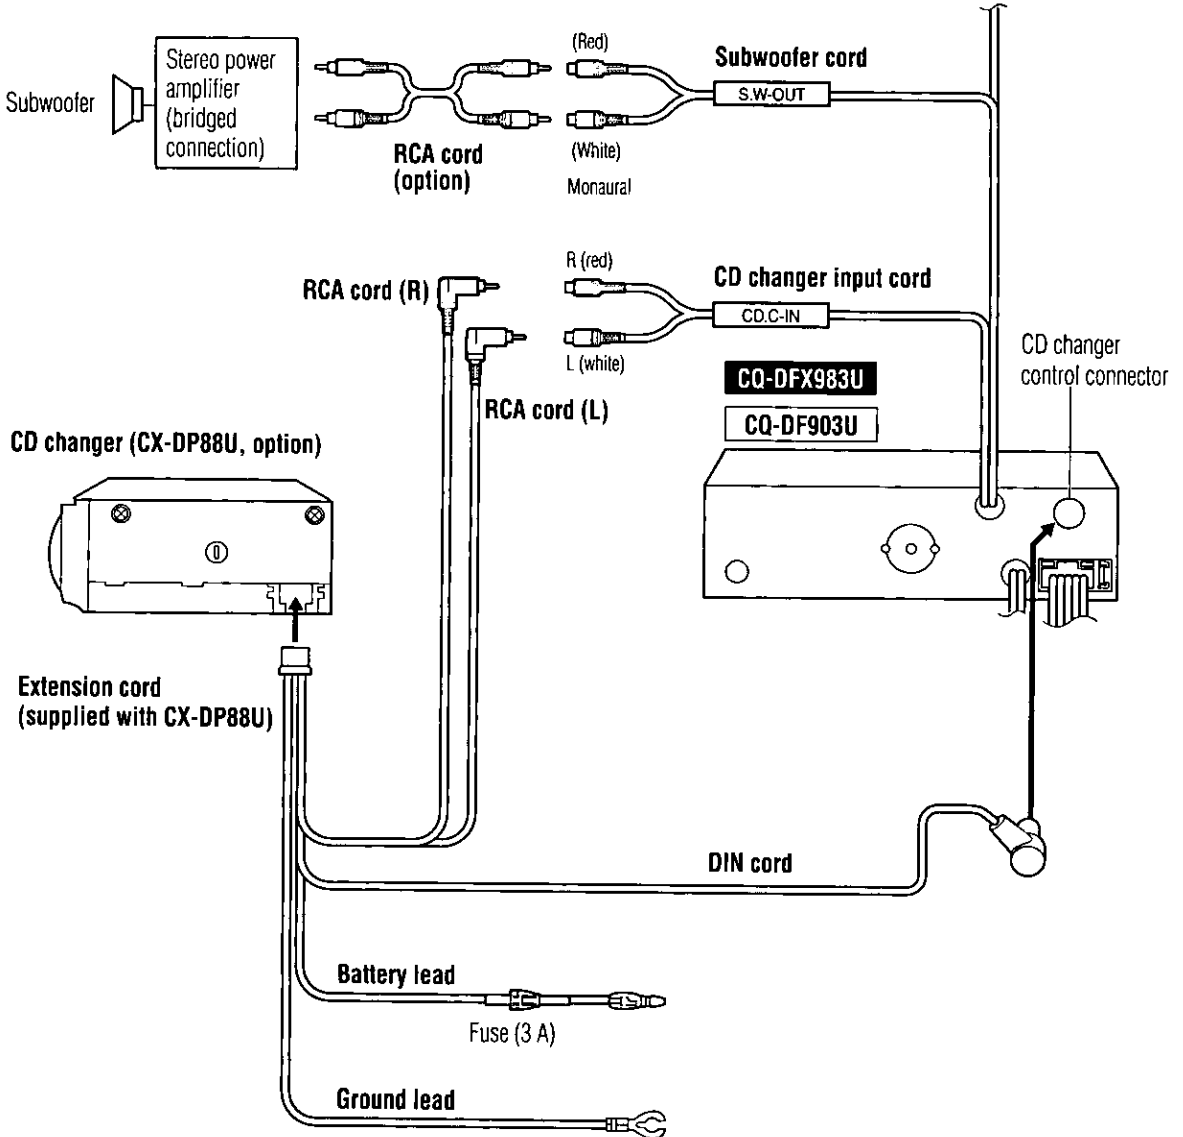 Subwoofer
Stereo power
amplifier
(bridged
connection)
RCA cord
(option)
(Red)
(White)
Monaural
Subwoofer cord
S.W-OUT
RCA cord (R)
RCA cord (L)
R (red)
L (white)
CD changer input cord
CD.C-IN
CQ-DFX983U
CQ-DF903U
CD changer
control connector
CD changer (CX-DP88U, option)
Extension cord
(supplied with CX-DP88U)
DIN cord
Battery lead
Fuse (3 A)
Ground lead